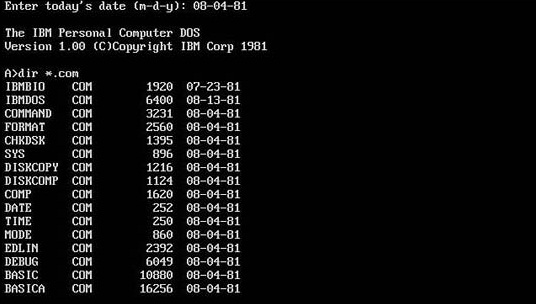 Enter today's date (m-d-y): 08-04-81
The IBM Personal Computer DOS
Version 1.00 (C)Copyright IBM Corp 1981
A>dir *.com
IBMBIO   COM     1920  07-23-81
IBMDOS   COM     6400  08-13-81
COMMAND  COM     3231  08-04-81
FORMAT   COM     2560  08-04-81
CHKDSK   COM     1395  08-04-81
SYS      COM      896  08-04-81
DISKCOPY COM     1216  08-04-81
DISKCOMP COM     1124  08-04-81
COMP     COM     1620  08-04-81
DATE     COM      252  08-04-81
TIME     COM      250  08-04-81
MODE     COM      860  08-04-81
EDLIN    COM     2392  08-04-81
DEBUG    COM     6049  08-04-81
BASIC    COM    10880  08-04-81
BASICA   COM    16256  08-04-81